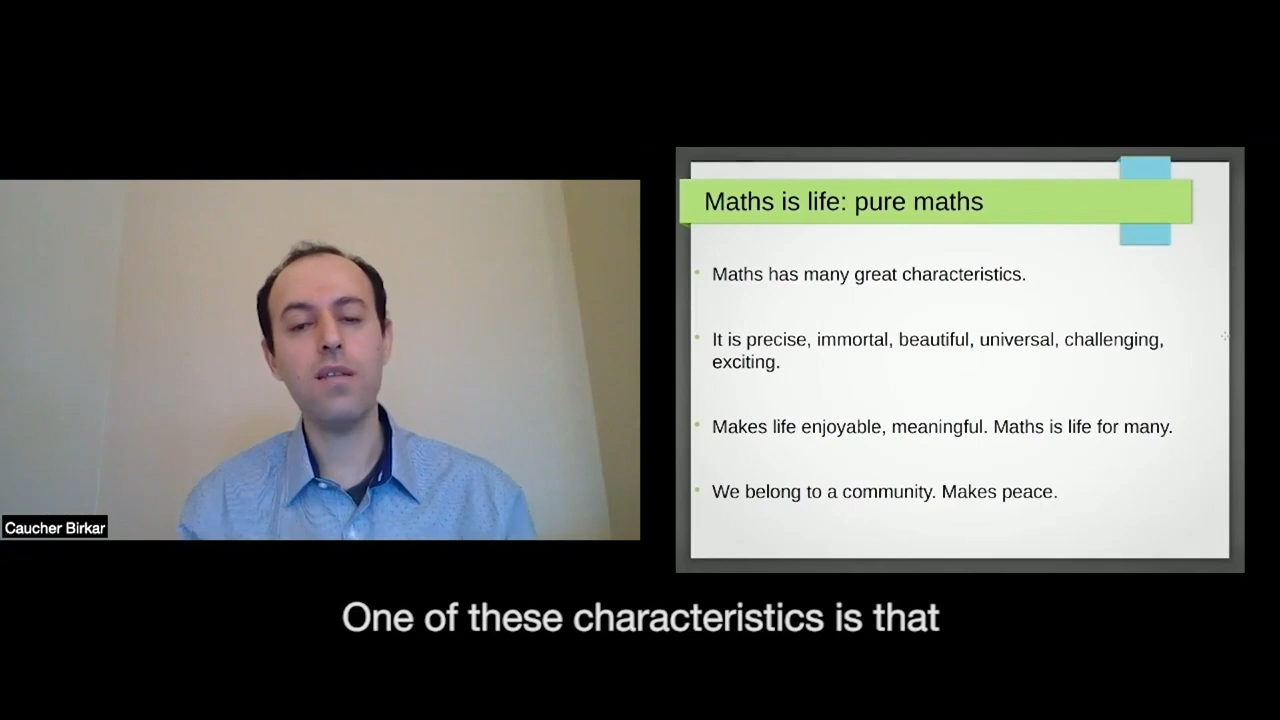 Maths is life: pure maths
Maths has many great characteristics.
It is precise, immortal, beautiful, universal, challenging,
exciting.
Makes life enjoyable, meaningful. Maths is life for many.
We belong to a community. Makes peace.
Caucher Birkar
One of these characteristics is that